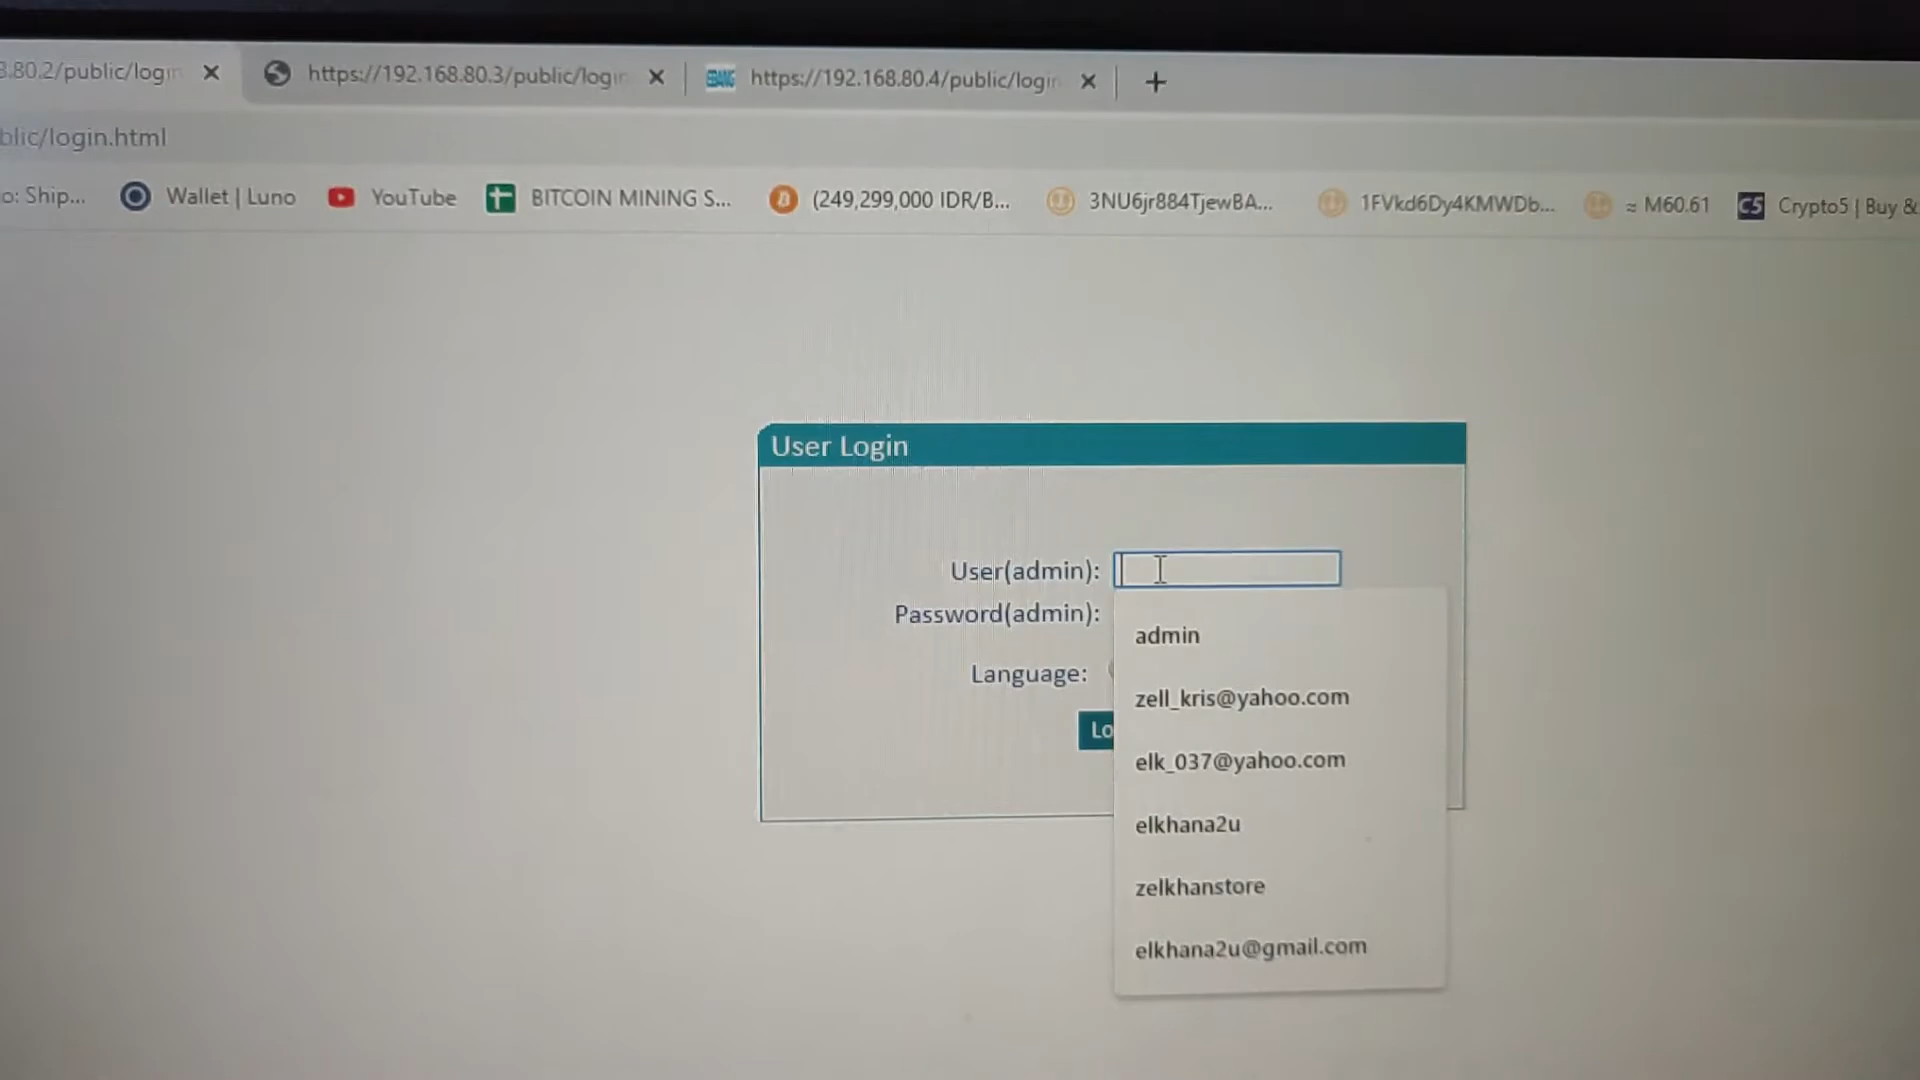 3.80.2/public/login
https://192.168.80.3/public/login
EBANG https://192.168.80.4/public/login
blic/login.html
o: Ship...
Wallet | Luno
YouTube
BITCOIN MINING S...
(249,299,000 IDR/B...
3NU6jr884TjewBA...
1FVkd6Dy4KMWDb...
≈ M60.61
C5 Crypto5 | Buy &
User Login
User(admin):
Password(admin):
Language:
Lo
admin
zell_kris@yahoo.com
elk_037@yahoo.com
elkhana2u
zelkhanstore
elkhana2u@gmail.com